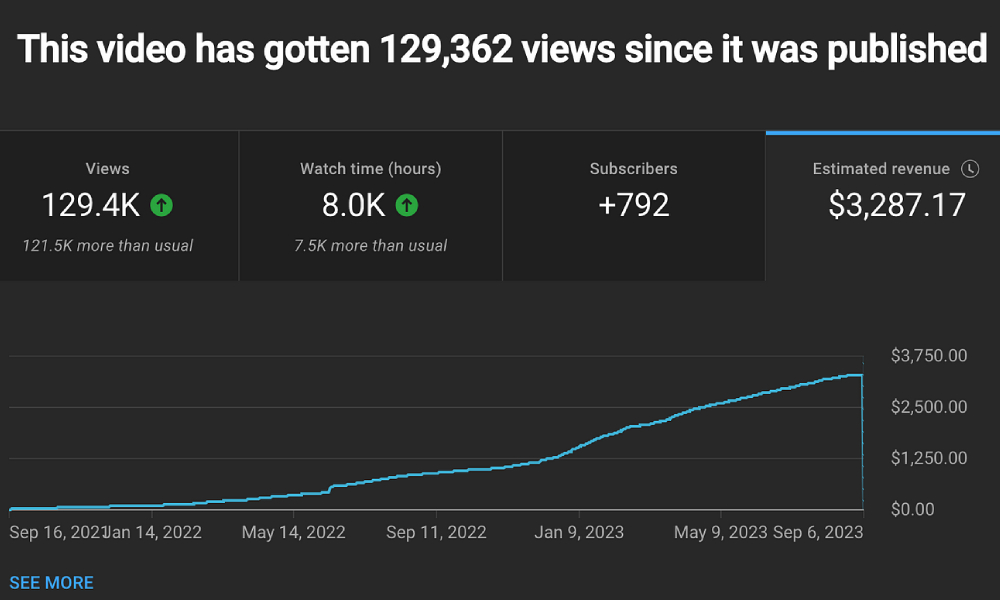 This video has gotten 129,362 views since it was published
Views
129.4K
121.5K more than usual
Watch time (hours)
8.0K
7.5K more than usual
Subscribers
+792
Estimated revenue
$3,287.17
$3,750.00
$2,500.00
$1,250.00
$0.00
Sep 16, 2021 Jan 14, 2022 May 14, 2022 Sep 11, 2022 Jan 9, 2023 May 9, 2023 Sep 6, 2023
SEE MORE